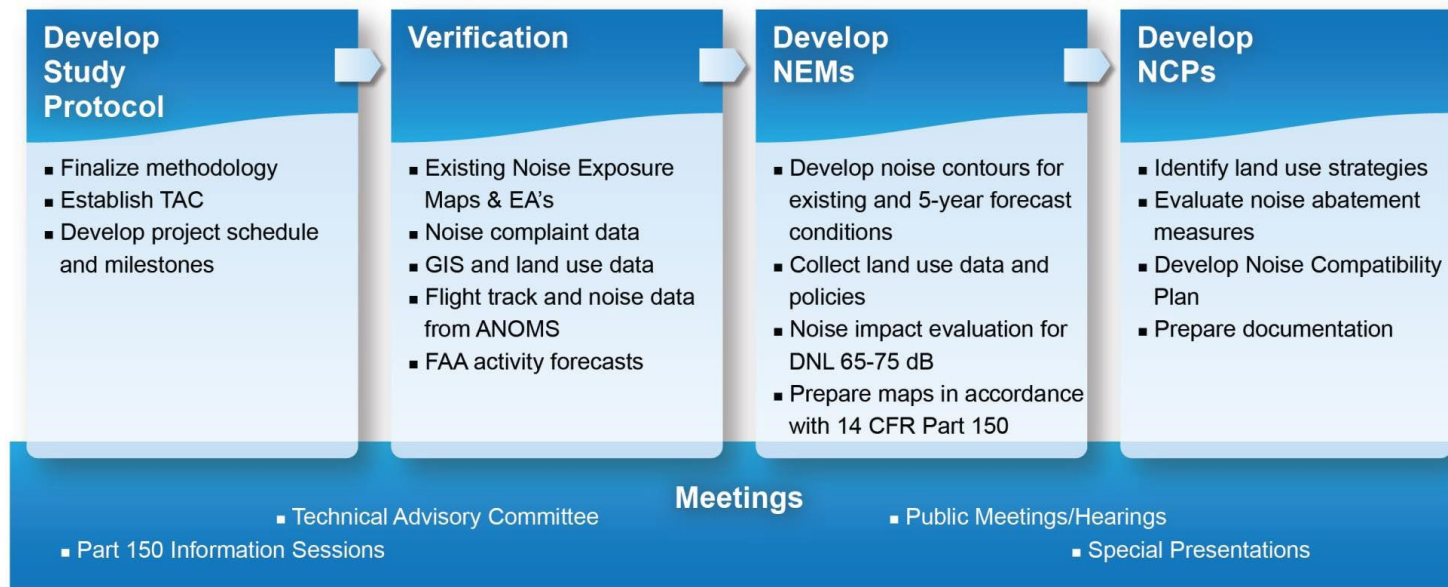 Develop
Study
Protocol
▪ Finalize methodology
▪ Establish TAC
▪ Develop project schedule
and milestones
Verification
▪ Existing Noise Exposure
Maps & EA's
▪ Noise complaint data
▪ GIS and land use data
▪ Flight track and noise data
from ANOMS
▪ FAA activity forecasts
Develop
NEMs
▪ Develop noise contours for
existing and 5-year forecast
conditions
▪ Collect land use data and
policies
▪ Noise impact evaluation for
DNL 65-75 dB
▪ Prepare maps in accordance
with 14 CFR Part 150
Develop
NCPs
▪ Identify land use strategies
▪ Evaluate noise abatement
measures
▪ Develop Noise Compatibility
Plan
▪ Prepare documentation
Meetings
▪ Technical Advisory Committee
▪ Part 150 Information Sessions
▪ Public Meetings/Hearings
▪ Special Presentations